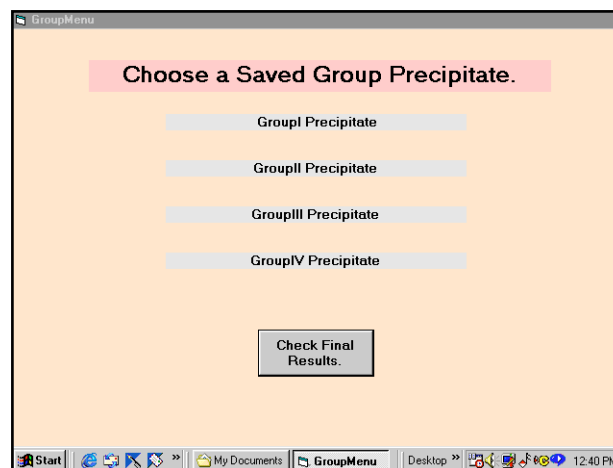 GroupMenu
Choose a Saved Group Precipitate.
GroupI Precipitate
GroupII Precipitate
GroupIII Precipitate
GroupIV Precipitate
Check Final
Results.
Start » My Documents GroupMenu Desktop » 12:40 PM